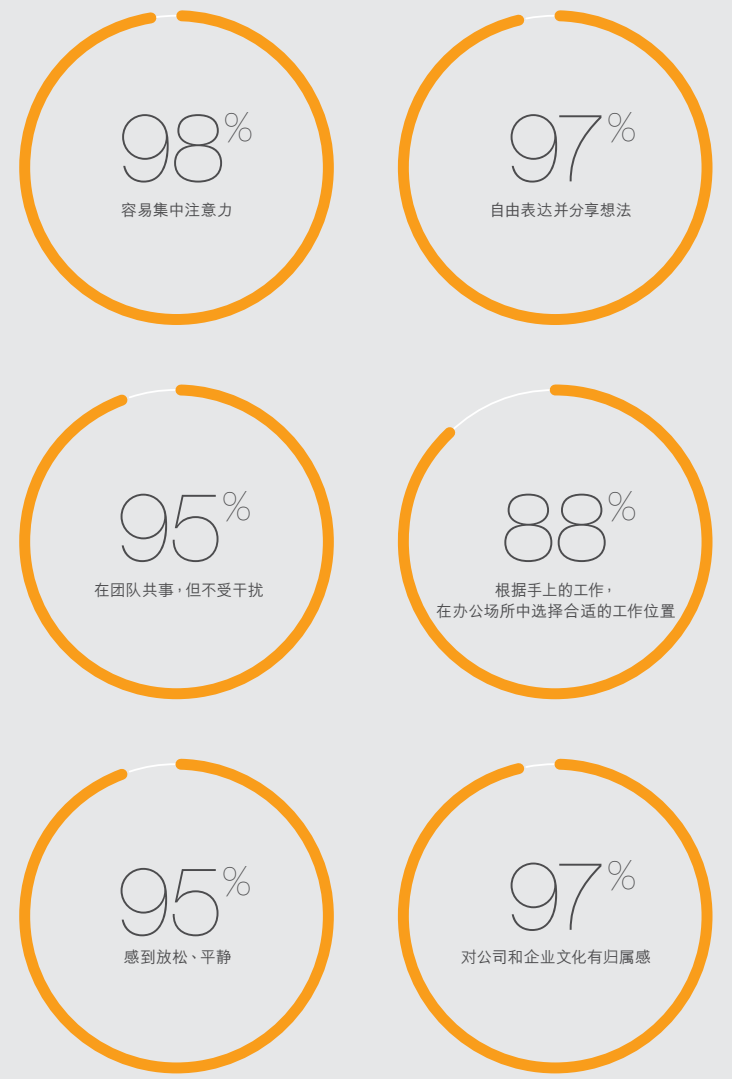 98%
容易集中注意力
97%
自由表达并分享想法
95%
在团队共事，但不受干扰
88%
根据手上的工作，
在办公场所中选择合适的工作位置
95%
感到放松、平静
97%
对公司和企业文化有归属感